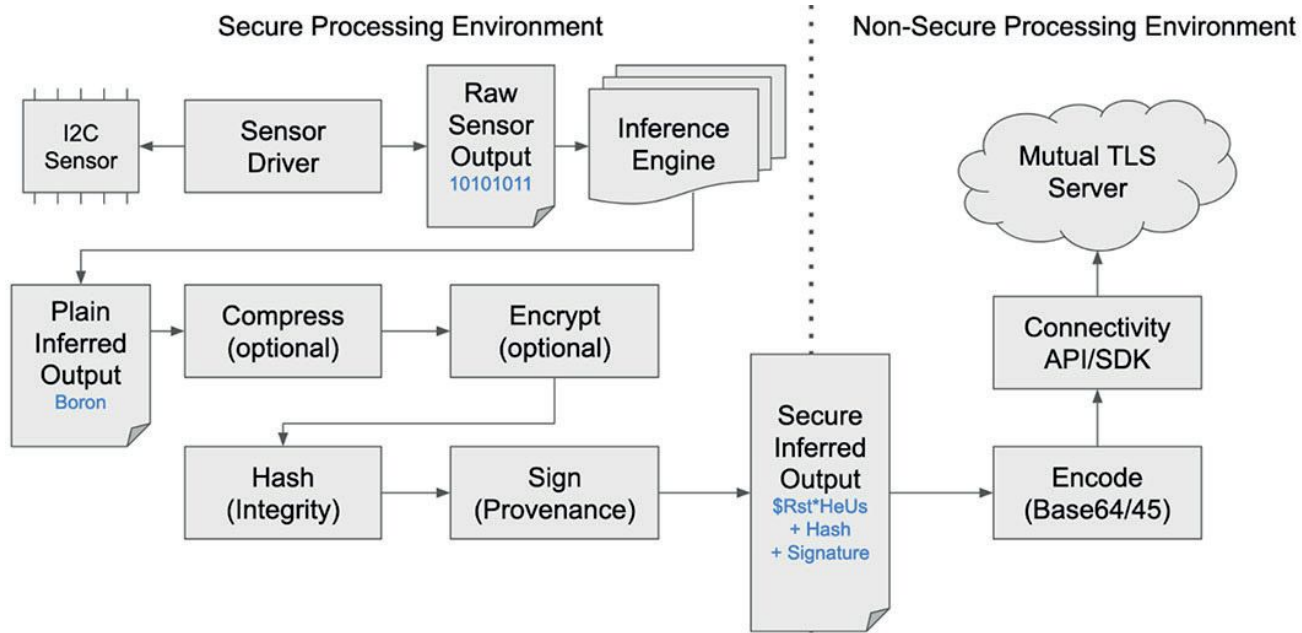 Secure Processing Environment
Non-Secure Processing Environment
I2C
Sensor
Sensor
Driver
Raw
Sensor
Output
10101011
Inference
Engine
Mutual TLS
Server
Plain
Inferred
Output
Boron
Compress
(optional)
Encrypt
(optional)
Connectivity
API/SDK
Hash
(Integrity)
Sign
(Provenance)
Secure
Inferred
Output
$Rst*HeUs
+ Hash
+ Signature
Encode
(Base64/45)